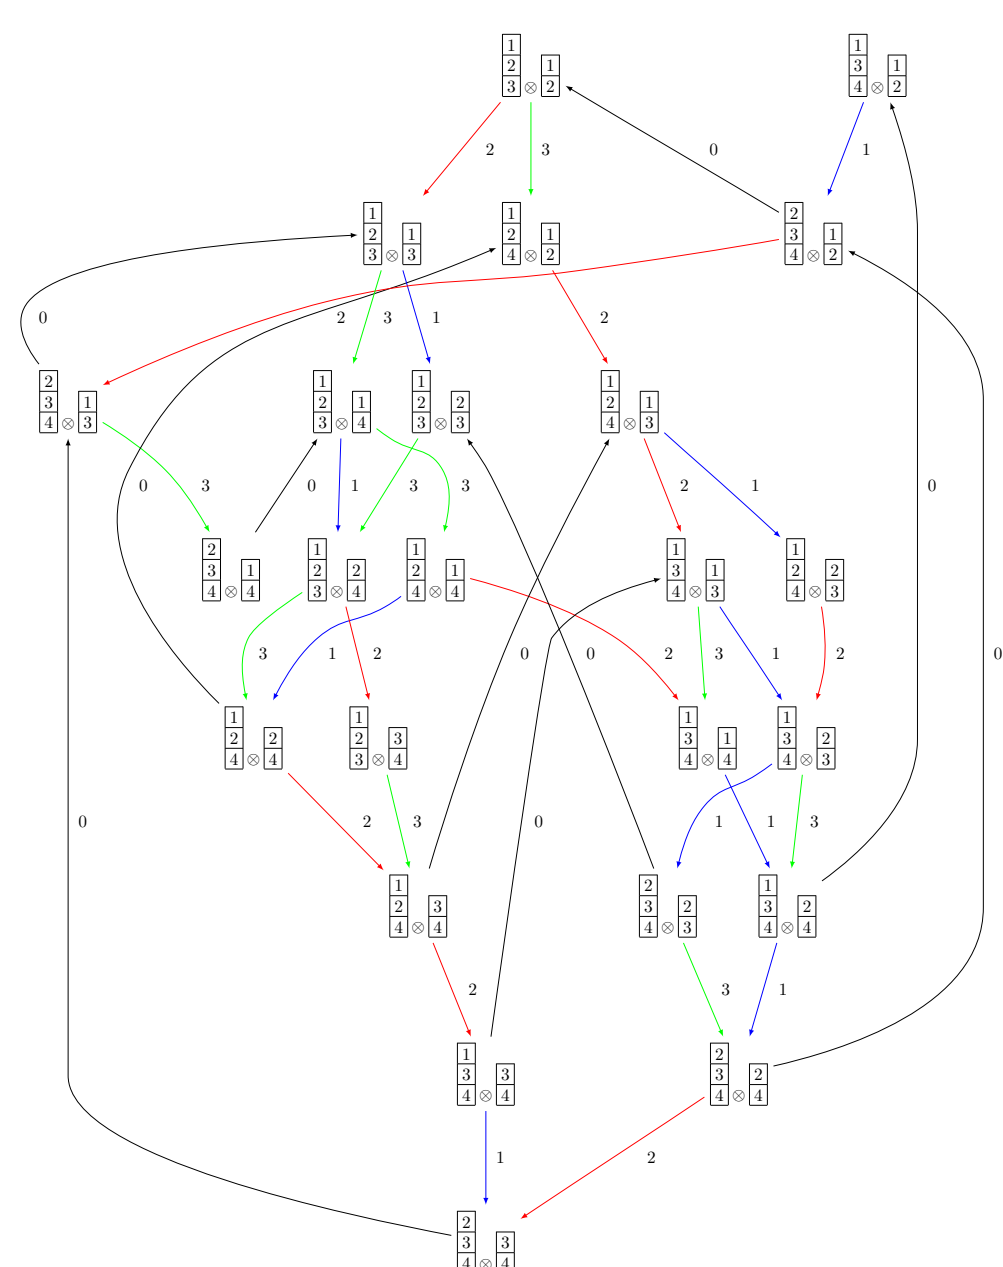 1 1
2 1 3 1
3 ⊗ 2 4 ⊗ 2
2 3 0 1
1 1 2
2 1 2 1 3 1
3 ⊗ 3 4 ⊗ 2 4 ⊗ 2
0 2 3 1 2
2 1 1 1
3 1 2 1 2 2 2 1
4 ⊗ 3 3 ⊗ 4 3 ⊗ 3 4 ⊗ 3
0 3 0 1 3 3 2 1 0
2 1 1 1 1
3 1 2 2 2 1 3 1 2 2
4 ⊗ 4 3 ⊗ 4 4 ⊗ 4 4 ⊗ 3 4 ⊗ 3
3 1 2 0 0 2 3 1 2 0
1 1 1 1
2 2 2 3 3 1 3 2
4 ⊗ 4 3 ⊗ 4 4 ⊗ 4 4 ⊗ 3
0 2 3 0 1 1 3
1 2 1
2 3 3 2 3 2
4 ⊗ 4 4 ⊗ 3 4 ⊗ 4
2 3 1
1 2
3 3 3 2
4 ⊗ 4 4 ⊗ 4
1 2
2
3 3
4 ⊗ 4